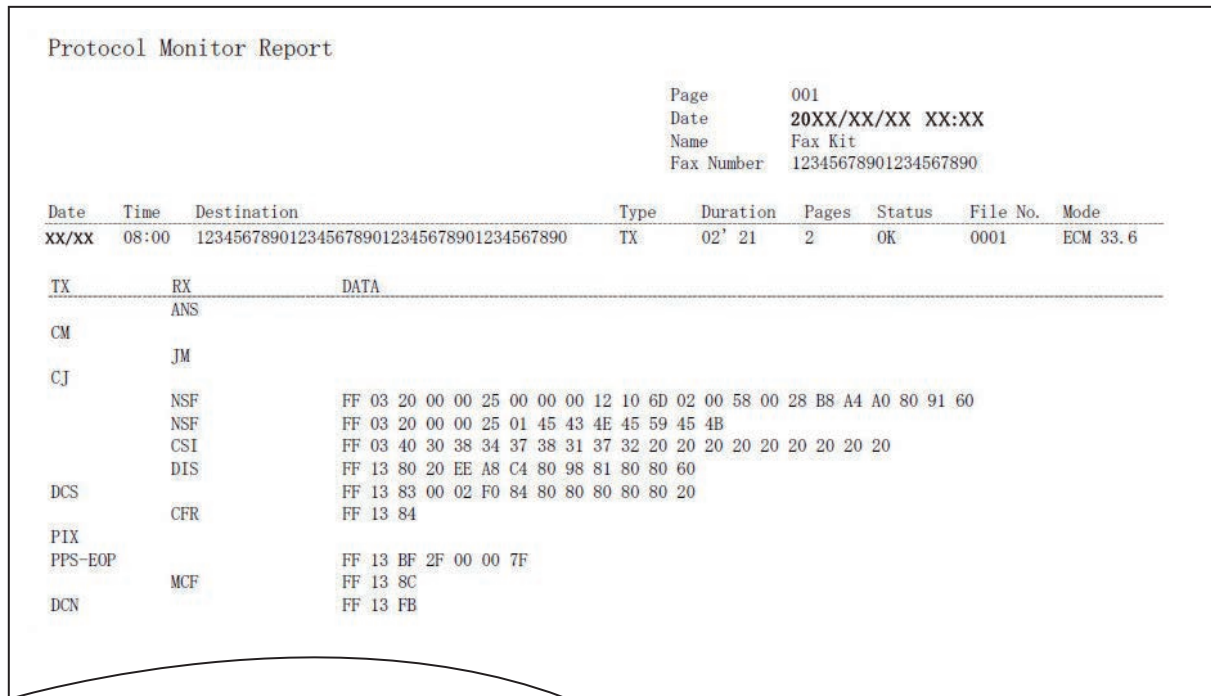 Protocol Monitor Report
Page 001
Date 20XX/XX/XX XX:XX
Name Fax Kit
Fax Number 12345678901234567890
Date Time Destination Type Duration Pages Status File No. Mode
XX/XX 08:00 1234567890123456789012345678901234567890 TX 02' 21 2 OK 0001 ECM 33.6
TX RX DATA
ANS
CM
JM
CJ
NSF FF 03 20 00 00 25 00 00 00 12 10 6D 02 00 58 00 28 B8 A4 A0 80 91 60
NSF FF 03 20 00 00 25 01 45 43 4E 45 59 45 4B
CSI FF 03 40 30 38 34 37 38 31 37 32 20 20 20 20 20 20 20 20 20
DIS FF 13 80 20 EE A8 C4 80 98 81 80 80 60
DCS FF 13 83 00 02 F0 84 80 80 80 80 80 20
CFR FF 13 84
PIX
PPS-EOP FF 13 BF 2F 00 00 7F
MCF FF 13 8C
DCN FF 13 FB